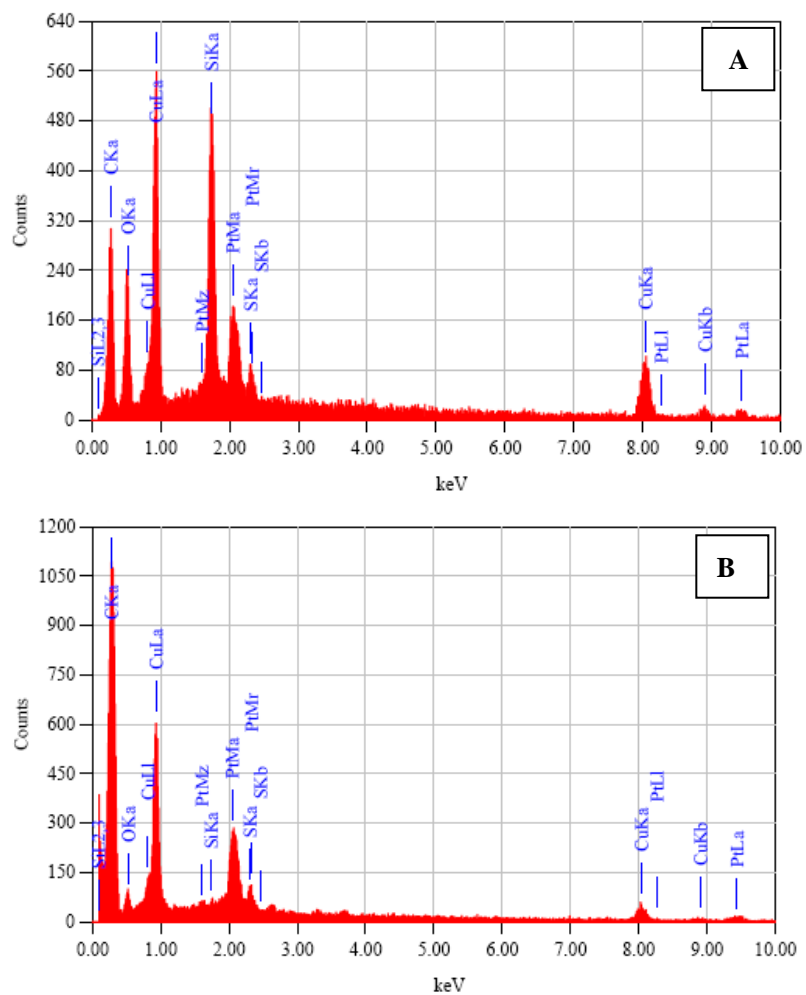 A
640
560
480
400
320
240
160
80
0
Counts
SiL2,3
CKa
OKa
CuLl
CuLa
PtMz
SiKa
PtMa
SKa
PtMr
SKb
CuKa
PtLl
CuKb
PtLa
0.00 1.00 2.00 3.00 4.00 5.00 6.00 7.00 8.00 9.00 10.00
keV
B
1200
1050
900
750
600
450
300
150
0
Counts
SiL2,3
CKa
OKa
CuLl
CuLa
PtMz
SiKa
PtMa
SKa
PtMr
SKb
CuKa
PtLl
CuKb
PtLa
0.00 1.00 2.00 3.00 4.00 5.00 6.00 7.00 8.00 9.00 10.00
keV